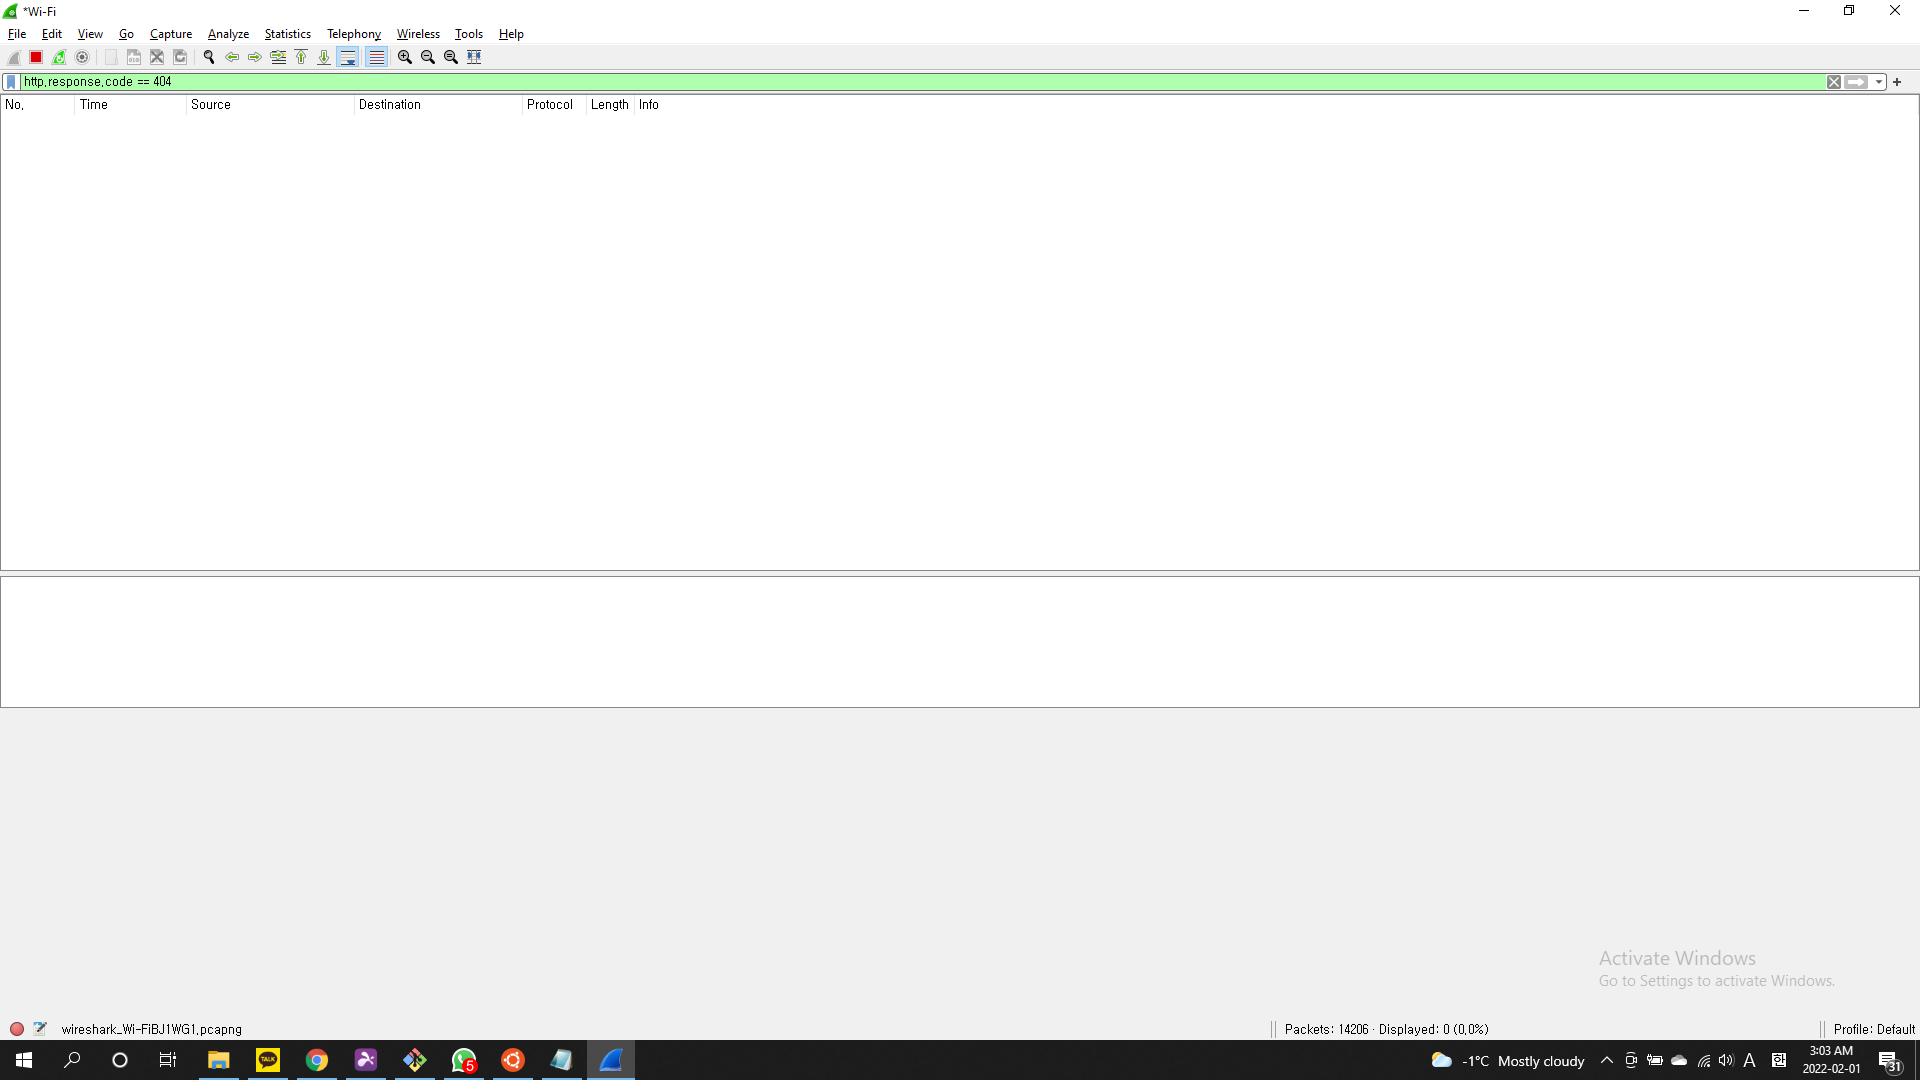 *Wi-Fi
File Edit View Go Capture Analyze Statistics Telephony Wireless Tools Help
http.response.code == 404
No. Time Source Destination Protocol Length Info
Activate Windows
Go to Settings to activate Windows.
wireshark_Wi-FiBJ1WG1.pcapng Packets: 14206 · Displayed: 0 (0.0%) Profile: Default
TALK 5 -1°C Mostly cloudy A 3:03 AM
2022-02-01 31